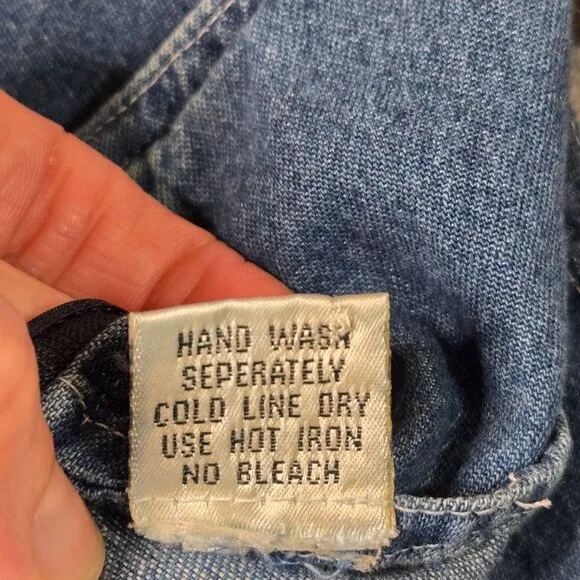 HAND WASH
SEPERATELY
COLD LINE DRY
USE HOT IRON
NO BLEACH